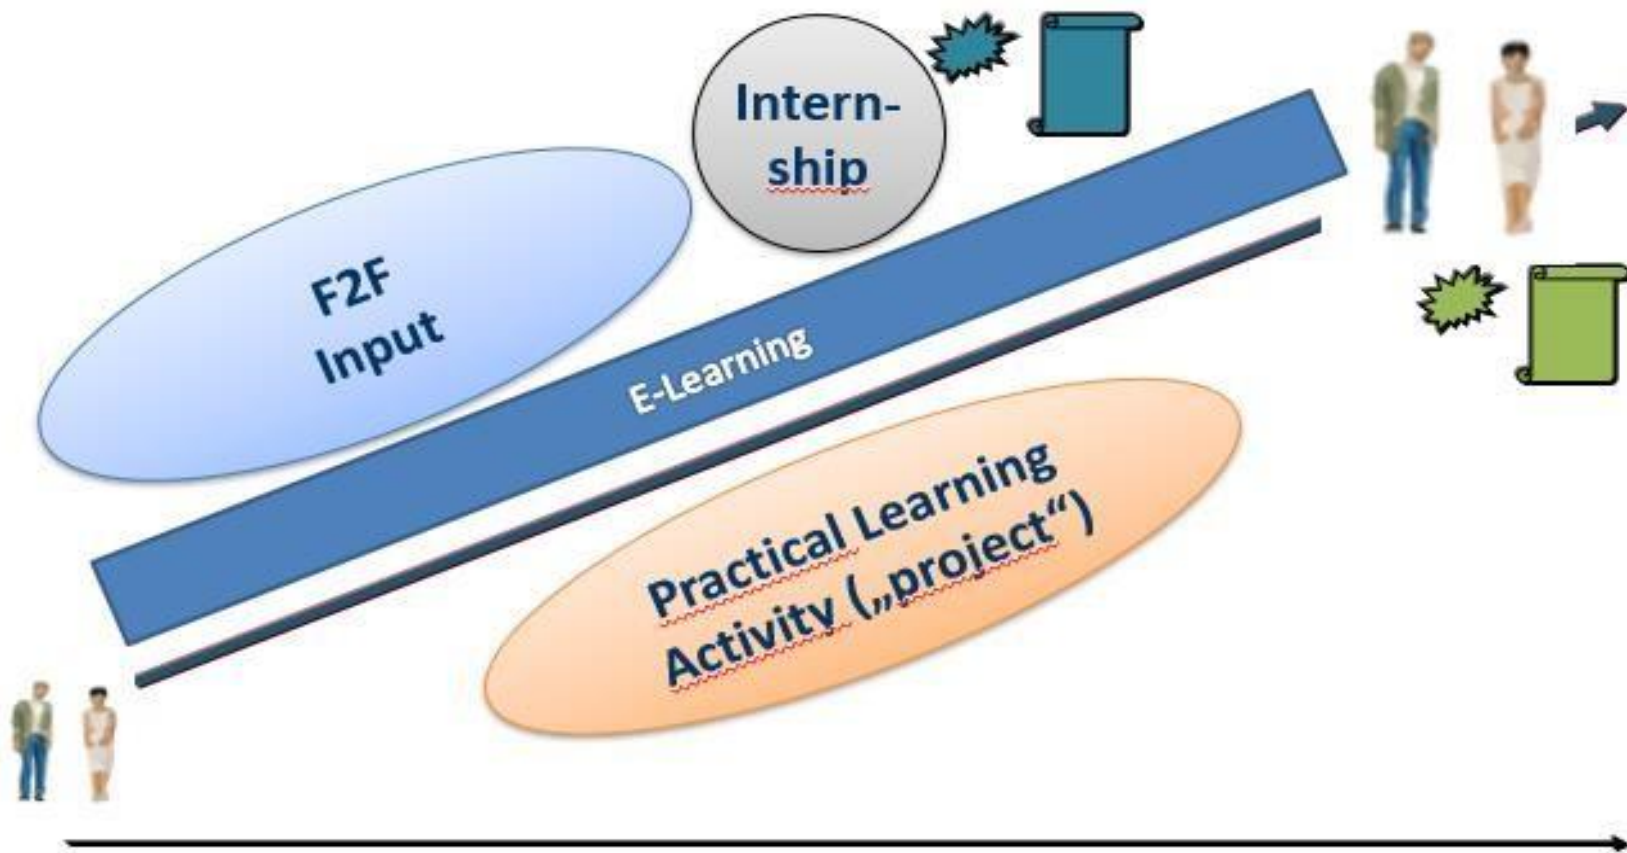 Intern-
ship
F2F
Input
E-Learning
Practical Learning
Activity („project“)